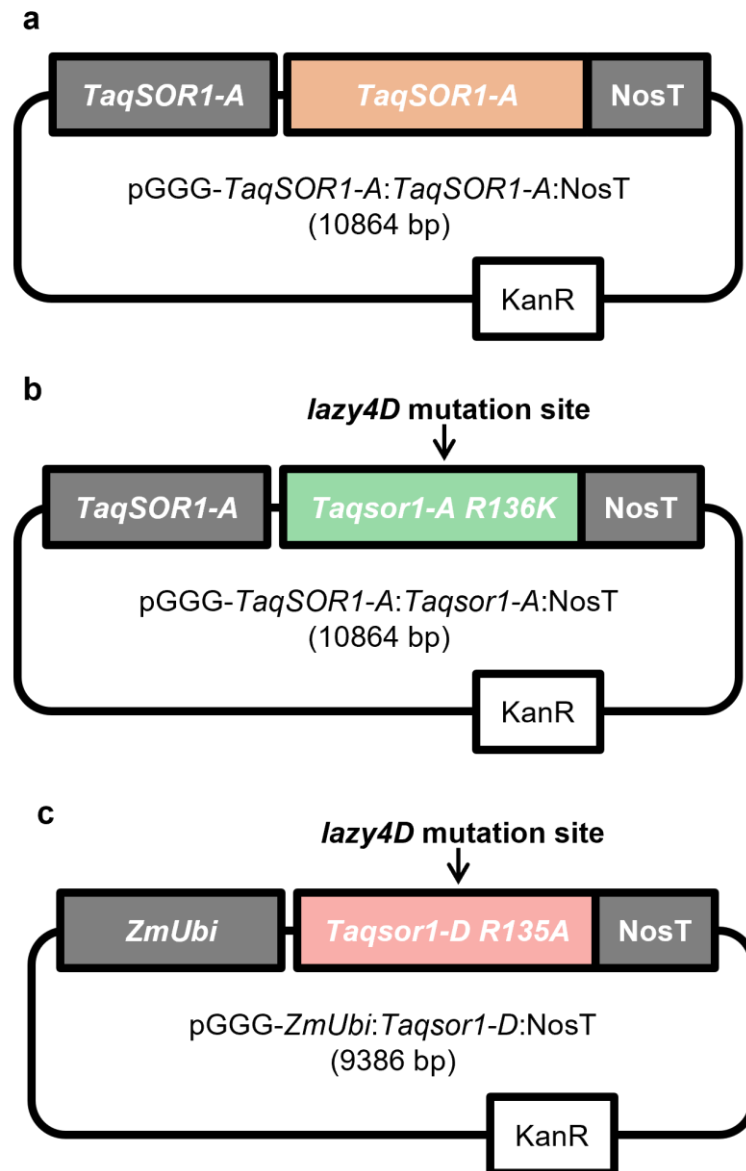 a
TaqSOR1-A TaqSOR1-A NosT
pGGG-TaqSOR1-A:TaqSOR1-A:NosT
(10864 bp)
KanR
b
lazy4D mutation site
TaqSOR1-A Taqsor1-A R136K NosT
pGGG-TaqSOR1-A:Taqsor1-A:NosT
(10864 bp)
KanR
c
lazy4D mutation site
ZmUbi Taqsor1-D R135A NosT
pGGG-ZmUbi:Taqsor1-D:NosT
(9386 bp)
KanR